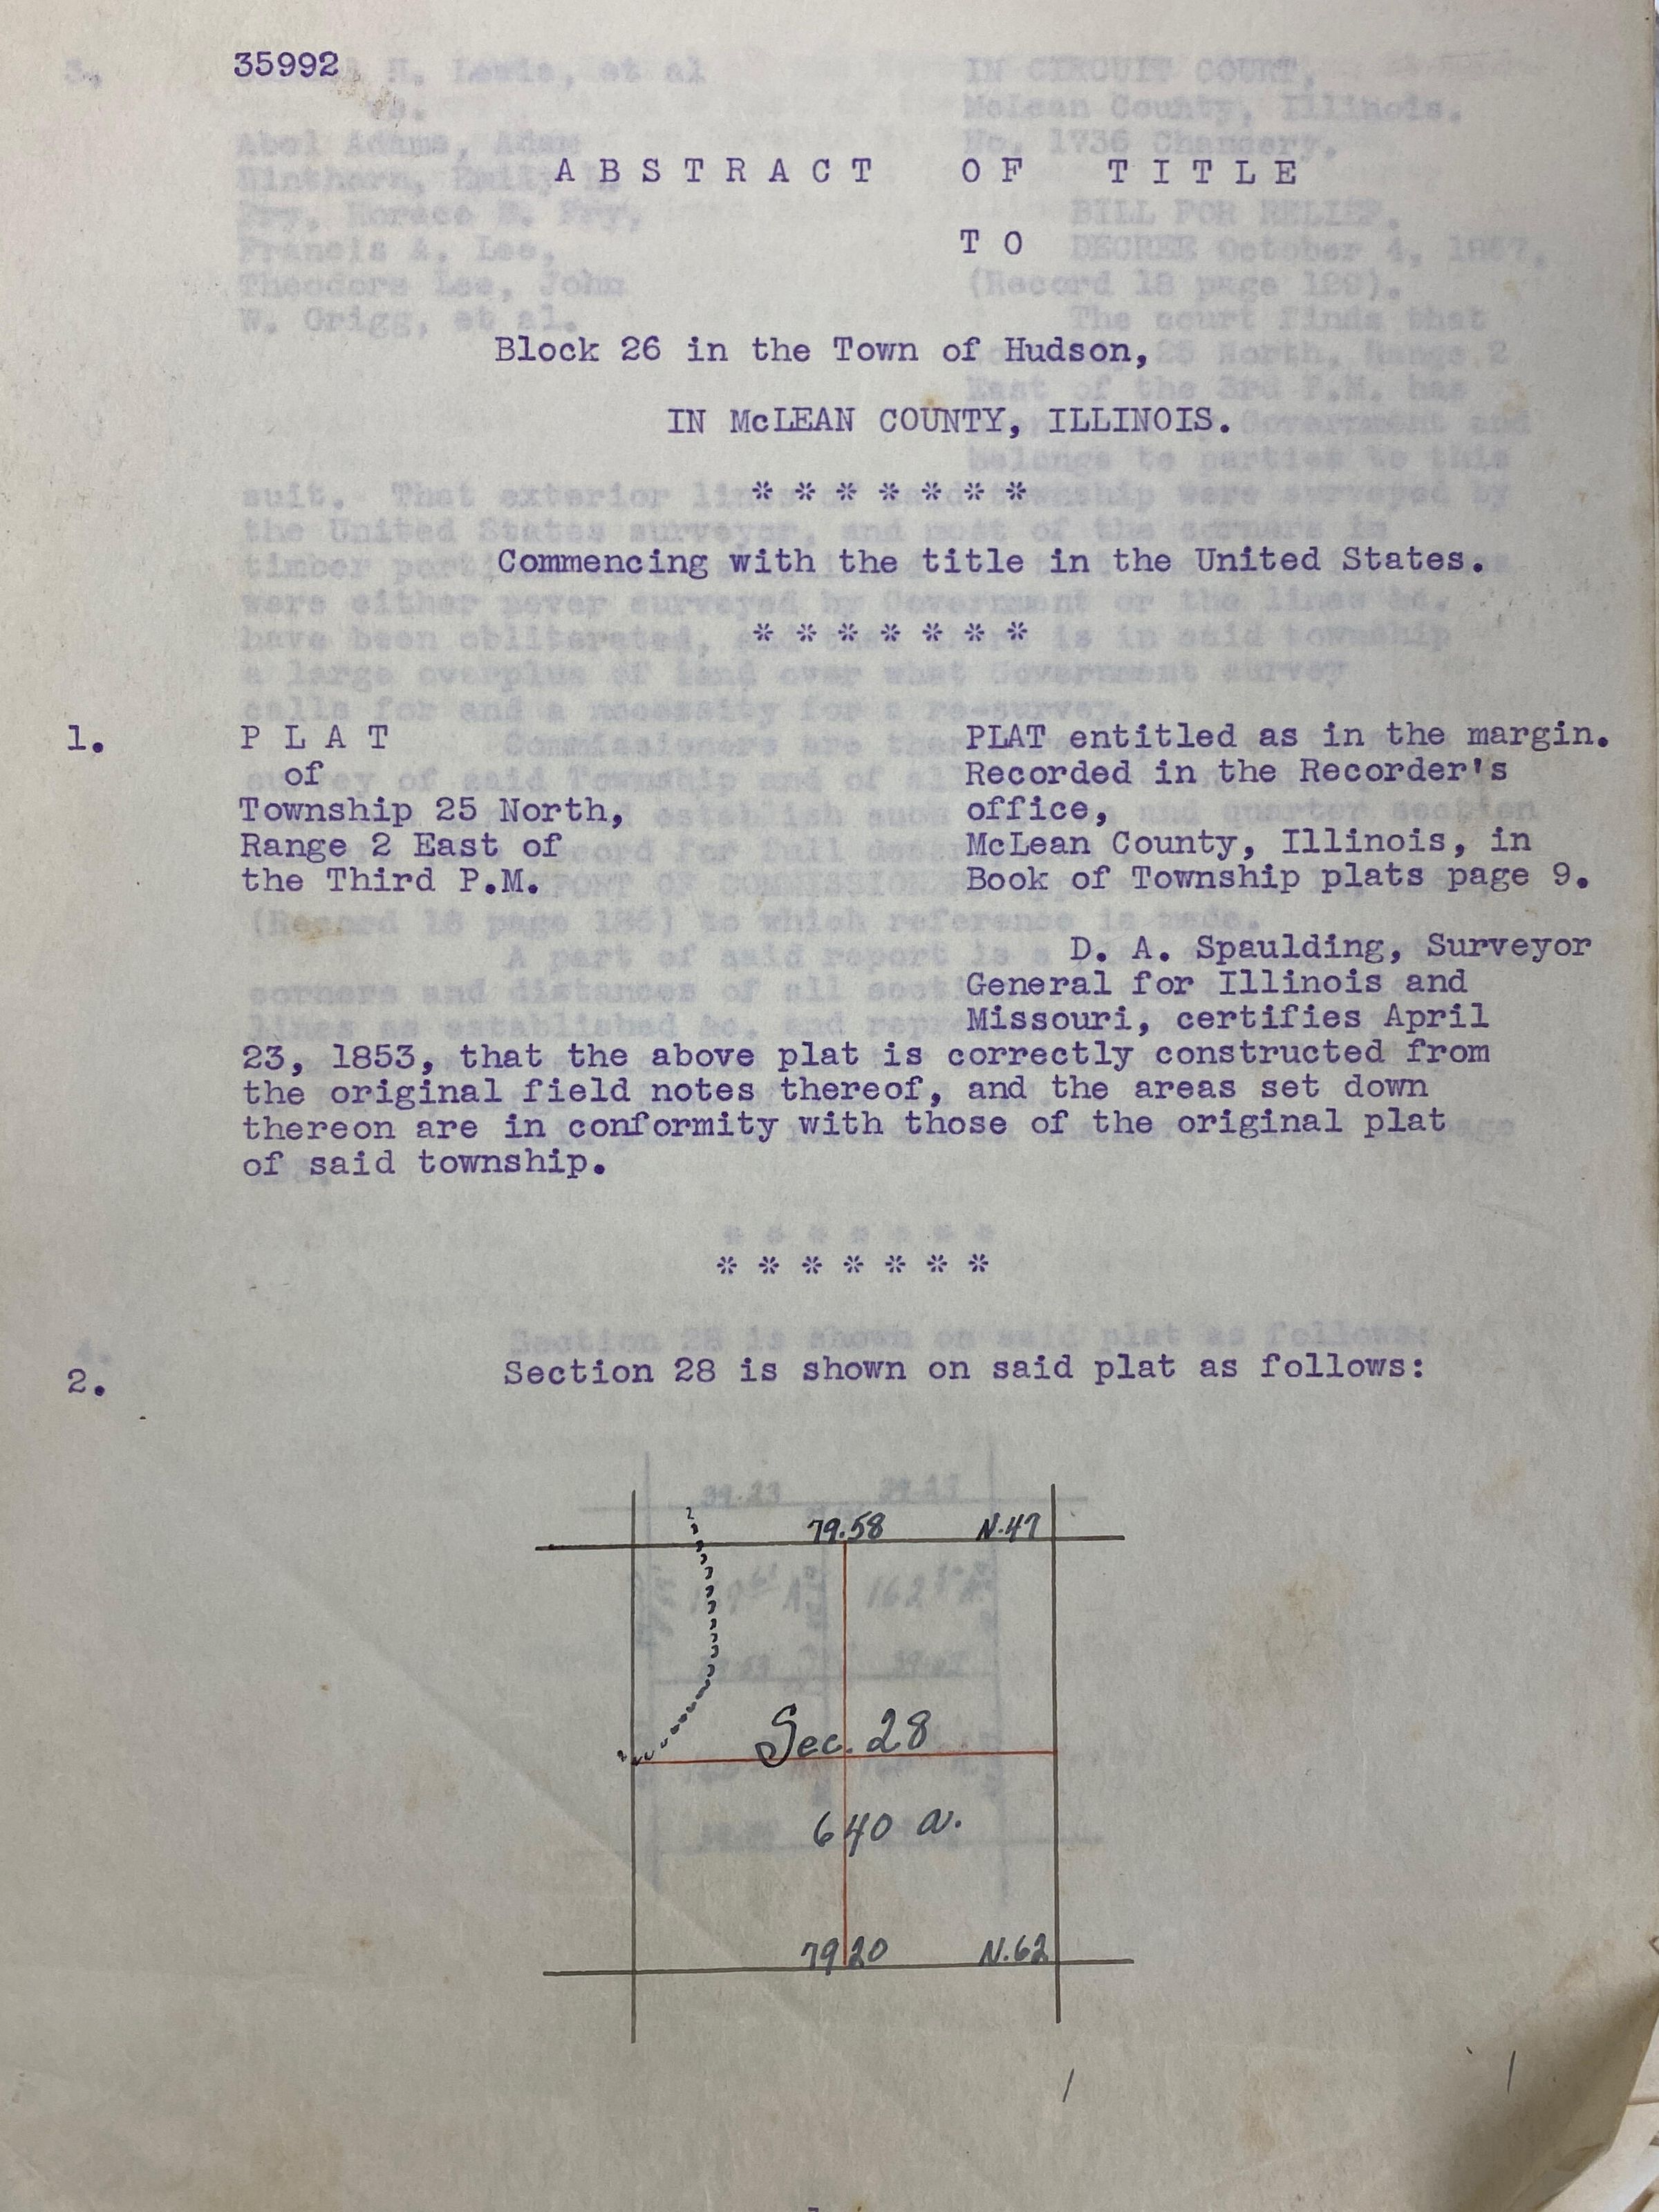 35992
A B S T R A C T   O F   T I T L E
T O
Block 26 in the Town of Hudson,
IN McLEAN COUNTY, ILLINOIS.
* * * * * * *
Commencing with the title in the United States.
* * * * * * *
1.
P L A T
of
Township 25 North,
Range 2 East of
the Third P.M.
PLAT entitled as in the margin.
Recorded in the Recorder's
office,
McLean County, Illinois, in
Book of Township plats page 9.
D. A. Spaulding, Surveyor
General for Illinois and
Missouri, certifies April
23, 1853, that the above plat is correctly constructed from
the original field notes thereof, and the areas set down
thereon are in conformity with those of the original plat
of said township.
* * * * * * *
2. Section 28 is shown on said plat as follows:
79.58 N.47
Sec. 28
640 a.
7920 N.62